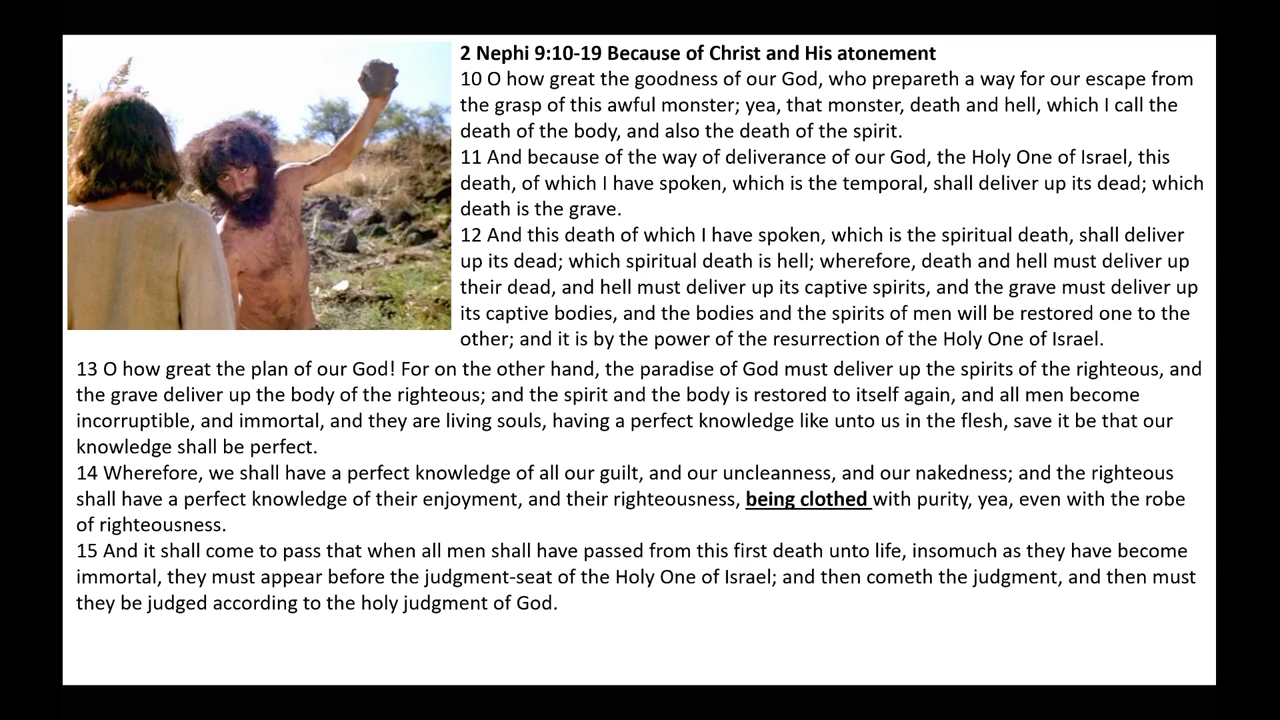 2 Nephi 9:10-19 Because of Christ and His atonement
10 O how great the goodness of our God, who prepareth a way for our escape from
the grasp of this awful monster; yea, that monster, death and hell, which I call the
death of the body, and also the death of the spirit.
11 And because of the way of deliverance of our God, the Holy One of Israel, this
death, of which I have spoken, which is the temporal, shall deliver up its dead; which
death is the grave.
12 And this death of which I have spoken, which is the spiritual death, shall deliver
up its dead; which spiritual death is hell; wherefore, death and hell must deliver up
their dead, and hell must deliver up its captive spirits, and the grave must deliver up
its captive bodies, and the bodies and the spirits of men will be restored one to the
other; and it is by the power of the resurrection of the Holy One of Israel.
13 O how great the plan of our God! For on the other hand, the paradise of God must deliver up the spirits of the righteous, and
the grave deliver up the body of the righteous; and the spirit and the body is restored to itself again, and all men become
incorruptible, and immortal, and they are living souls, having a perfect knowledge like unto us in the flesh, save it be that our
knowledge shall be perfect.
14 Wherefore, we shall have a perfect knowledge of all our guilt, and our uncleanness, and our nakedness; and the righteous
shall have a perfect knowledge of their enjoyment, and their righteousness, being clothed with purity, yea, even with the robe
of righteousness.
15 And it shall come to pass that when all men shall have passed from this first death unto life, insomuch as they have become
immortal, they must appear before the judgment-seat of the Holy One of Israel; and then cometh the judgment, and then must
they be judged according to the holy judgment of God.